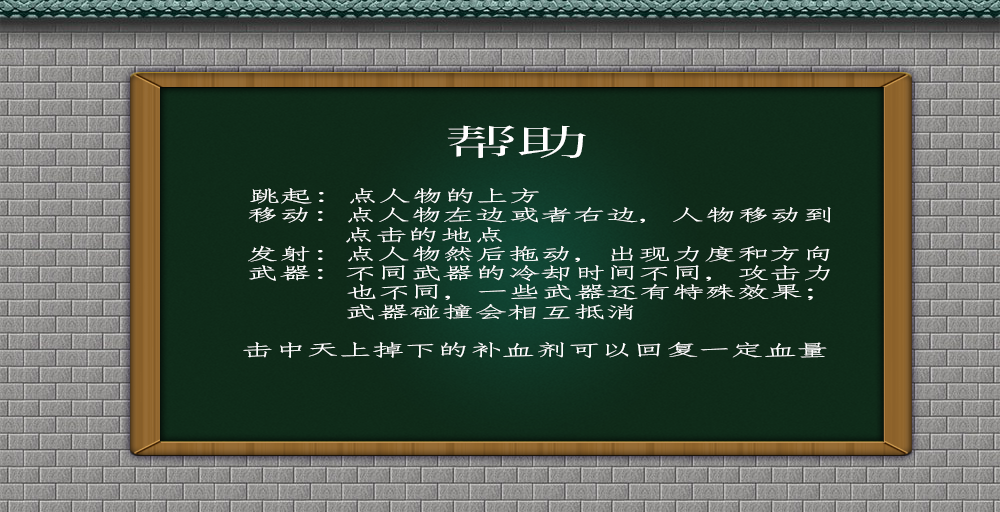 帮助
跳起：点人物的上方
移动：点人物左边或者右边，人物移动到
点击的地点
发射：点人物然后拖动，出现力度和方向
武器：不同武器的冷却时间不同，攻击力
也不同，一些武器还有特殊效果；
武器碰撞会相互抵消
击中天上掉下的补血剂可以回复一定血量